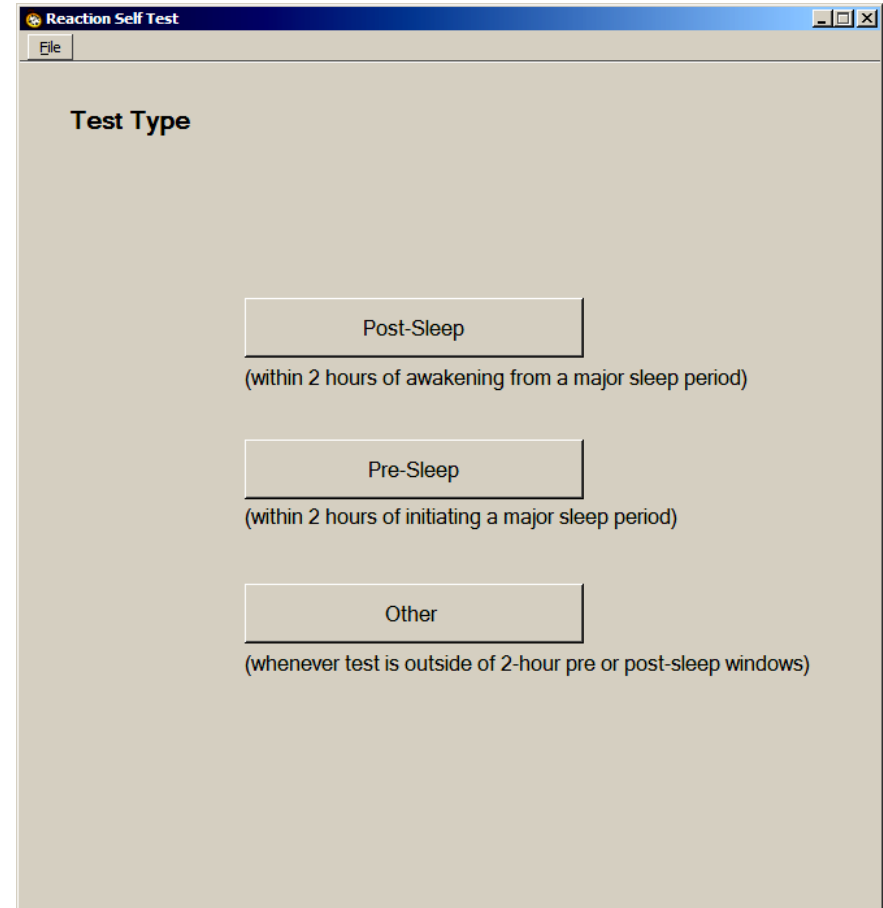 Reaction Self Test
File
Test Type
Post-Sleep
(within 2 hours of awakening from a major sleep period)
Pre-Sleep
(within 2 hours of initiating a major sleep period)
Other
(whenever test is outside of 2-hour pre or post-sleep windows)